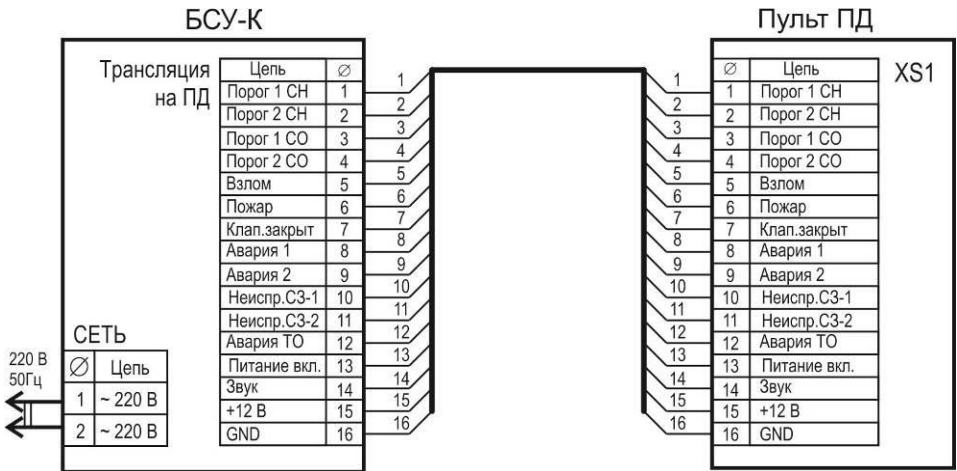 БСУ-К
Пульт ПД
Трансляция на ПД
Цепь ∅
Порог 1 СН 1
Порог 2 СН 2
Порог 1 СО 3
Порог 2 СО 4
Взлом 5
Пожар 6
Клап.закрыт 7
Авария 1 8
Авария 2 9
Неиспр.СЗ-1 10
Неиспр.СЗ-2 11
Авария ТО 12
Питание вкл. 13
Звук 14
+12 В 15
GND 16
СЕТЬ
∅ Цепь
1 ~ 220 В
2 ~ 220 В
220 В
50Гц
1
2
3
4
5
6
7
8
9
10
11
12
13
14
15
16
1
2
3
4
5
6
7
8
9
10
11
12
13
14
15
16
XS1
∅ Цепь
1 Порог 1 СН
2 Порог 2 СН
3 Порог 1 СО
4 Порог 2 СО
5 Взлом
6 Пожар
7 Клап.закрыт
8 Авария 1
9 Авария 2
10 Неиспр.СЗ-1
11 Неиспр.СЗ-2
12 Авария ТО
13 Питание вкл.
14 Звук
15 +12 В
16 GND